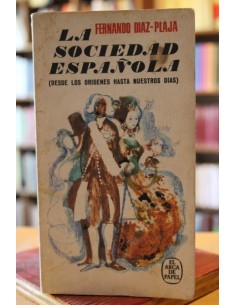 FERNANDO DIAZ-PLAJA
LA
SOCIEDAD
ESPAÑOLA
(DESDE LOS ORIGENES HASTA NUESTROS DIAS)
EL
ARCA DE
PAPEL